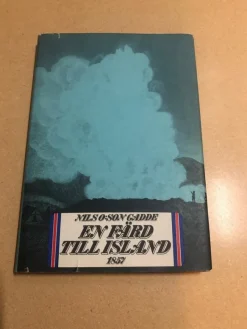 NILS O:SON GADDE
EN FÄRD
TILL ISLAND
1857